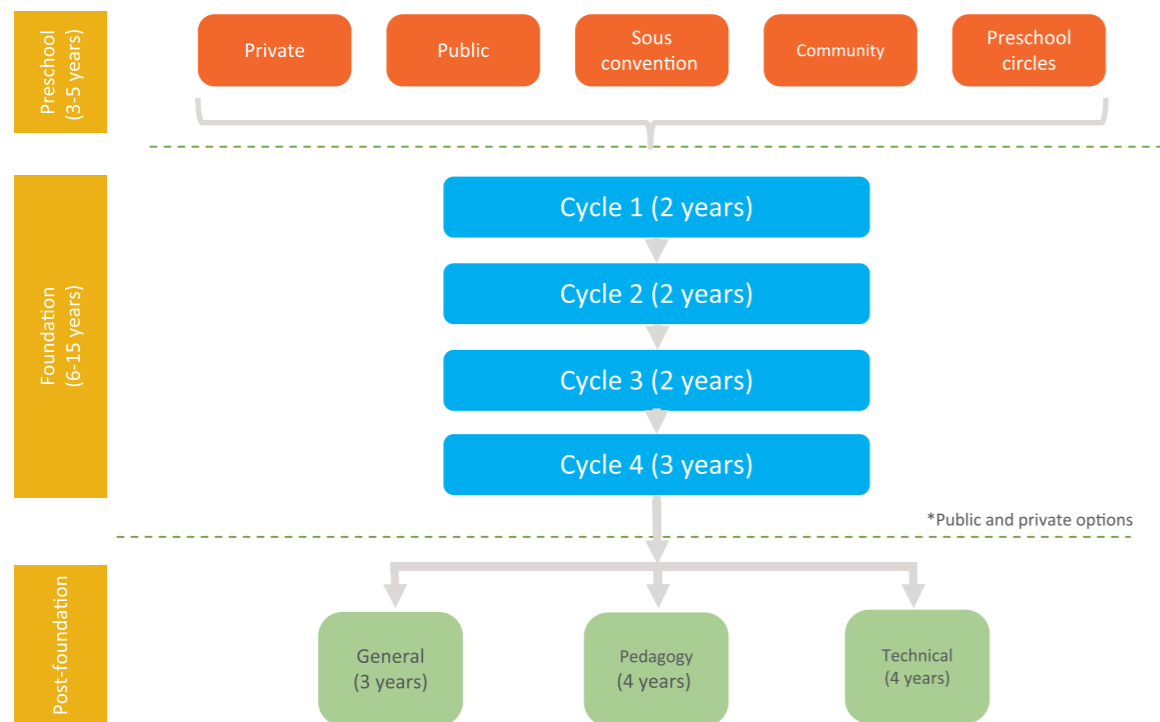 Preschool
(3-5 years)
Private
Public
Sous
convention
Community
Preschool
circles
Foundation
(6-15 years)
Cycle 1 (2 years)
Cycle 2 (2 years)
Cycle 3 (2 years)
Cycle 4 (3 years)
*Public and private options
Post-foundation
General
(3 years)
Pedagogy
(4 years)
Technical
(4 years)